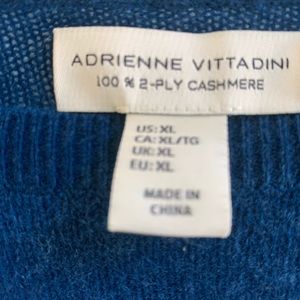 ADRIENNE VITTADINI
100 % 2-PLY CASHMERE
US: XL
CA: XL/TG
UK: XL
EU: XL
MADE IN
CHINA